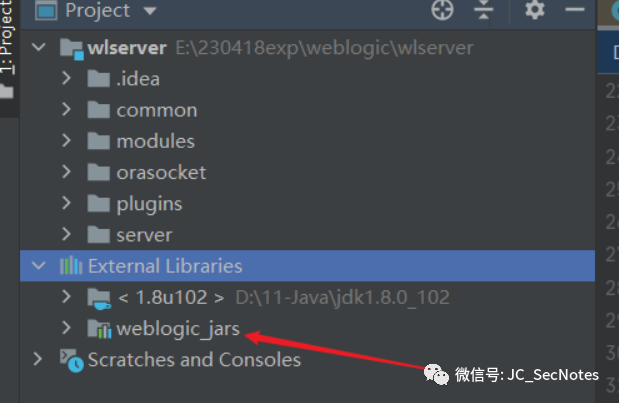 1: Project
Project
wlserver E:\230418exp\weblogic\wlserver
.idea
common
modules
orasocket
plugins
server
External Libraries
< 1.8u102 > D:\11-Java\jdk1.8.0_102
weblogic_jars
Scratches and Consoles
微信号: JC_SecNotes